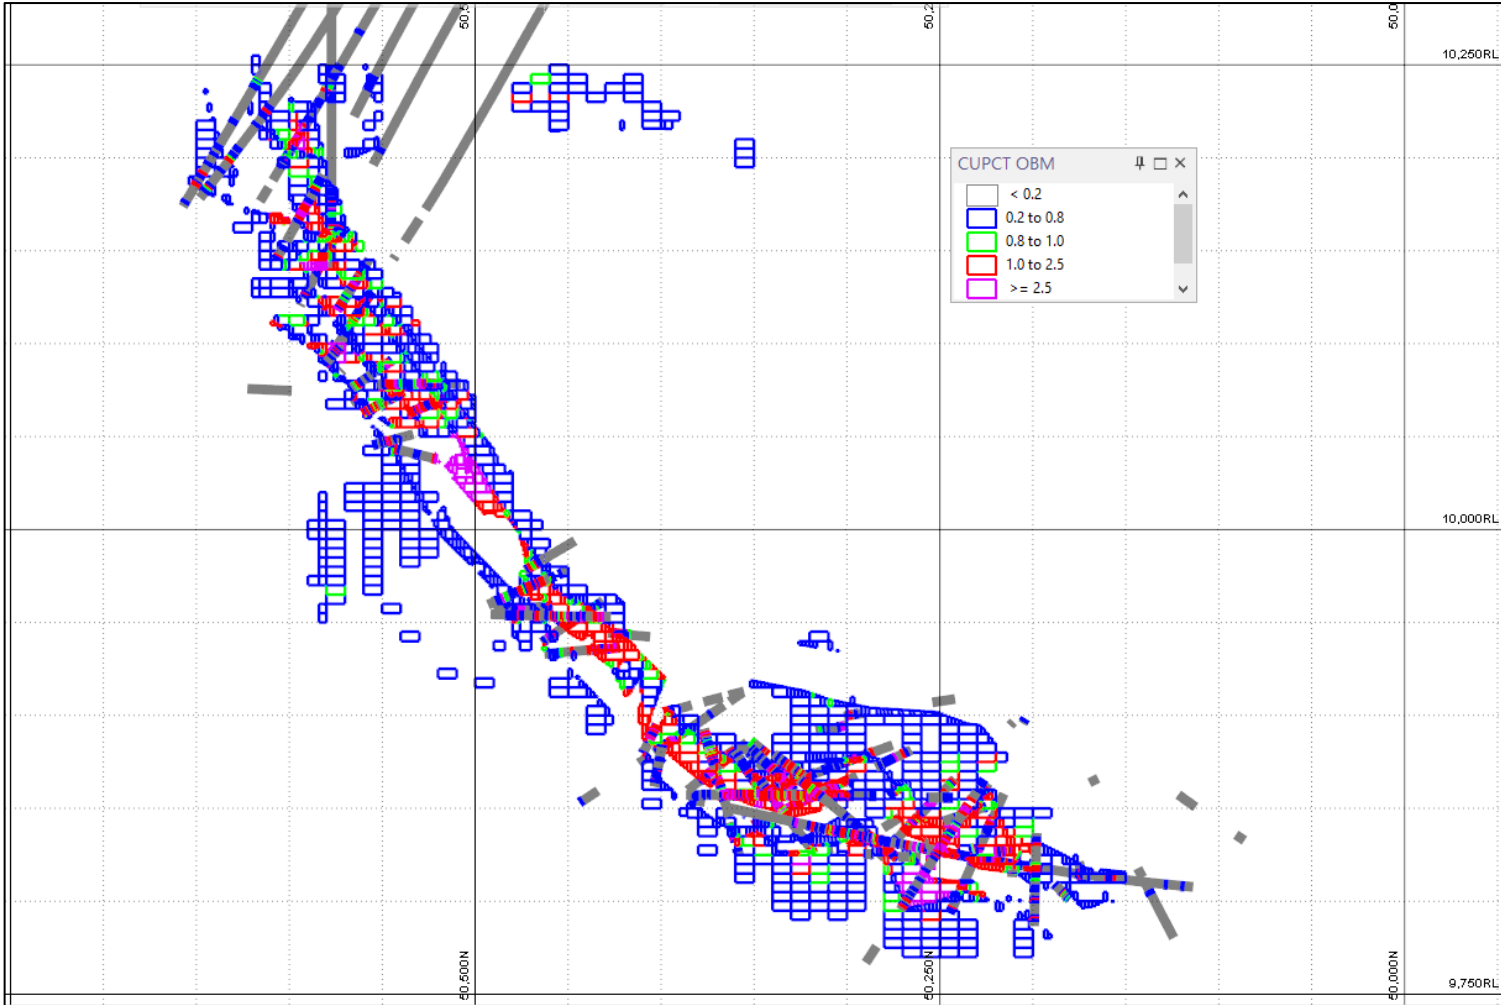 50,5
50,2
50,0
10,250RL
CUPCT OBM
< 0.2
0.2 to 0.8
0.8 to 1.0
1.0 to 2.5
>= 2.5
10,000RL
50,500N
50,250N
50,000N
9,750RL